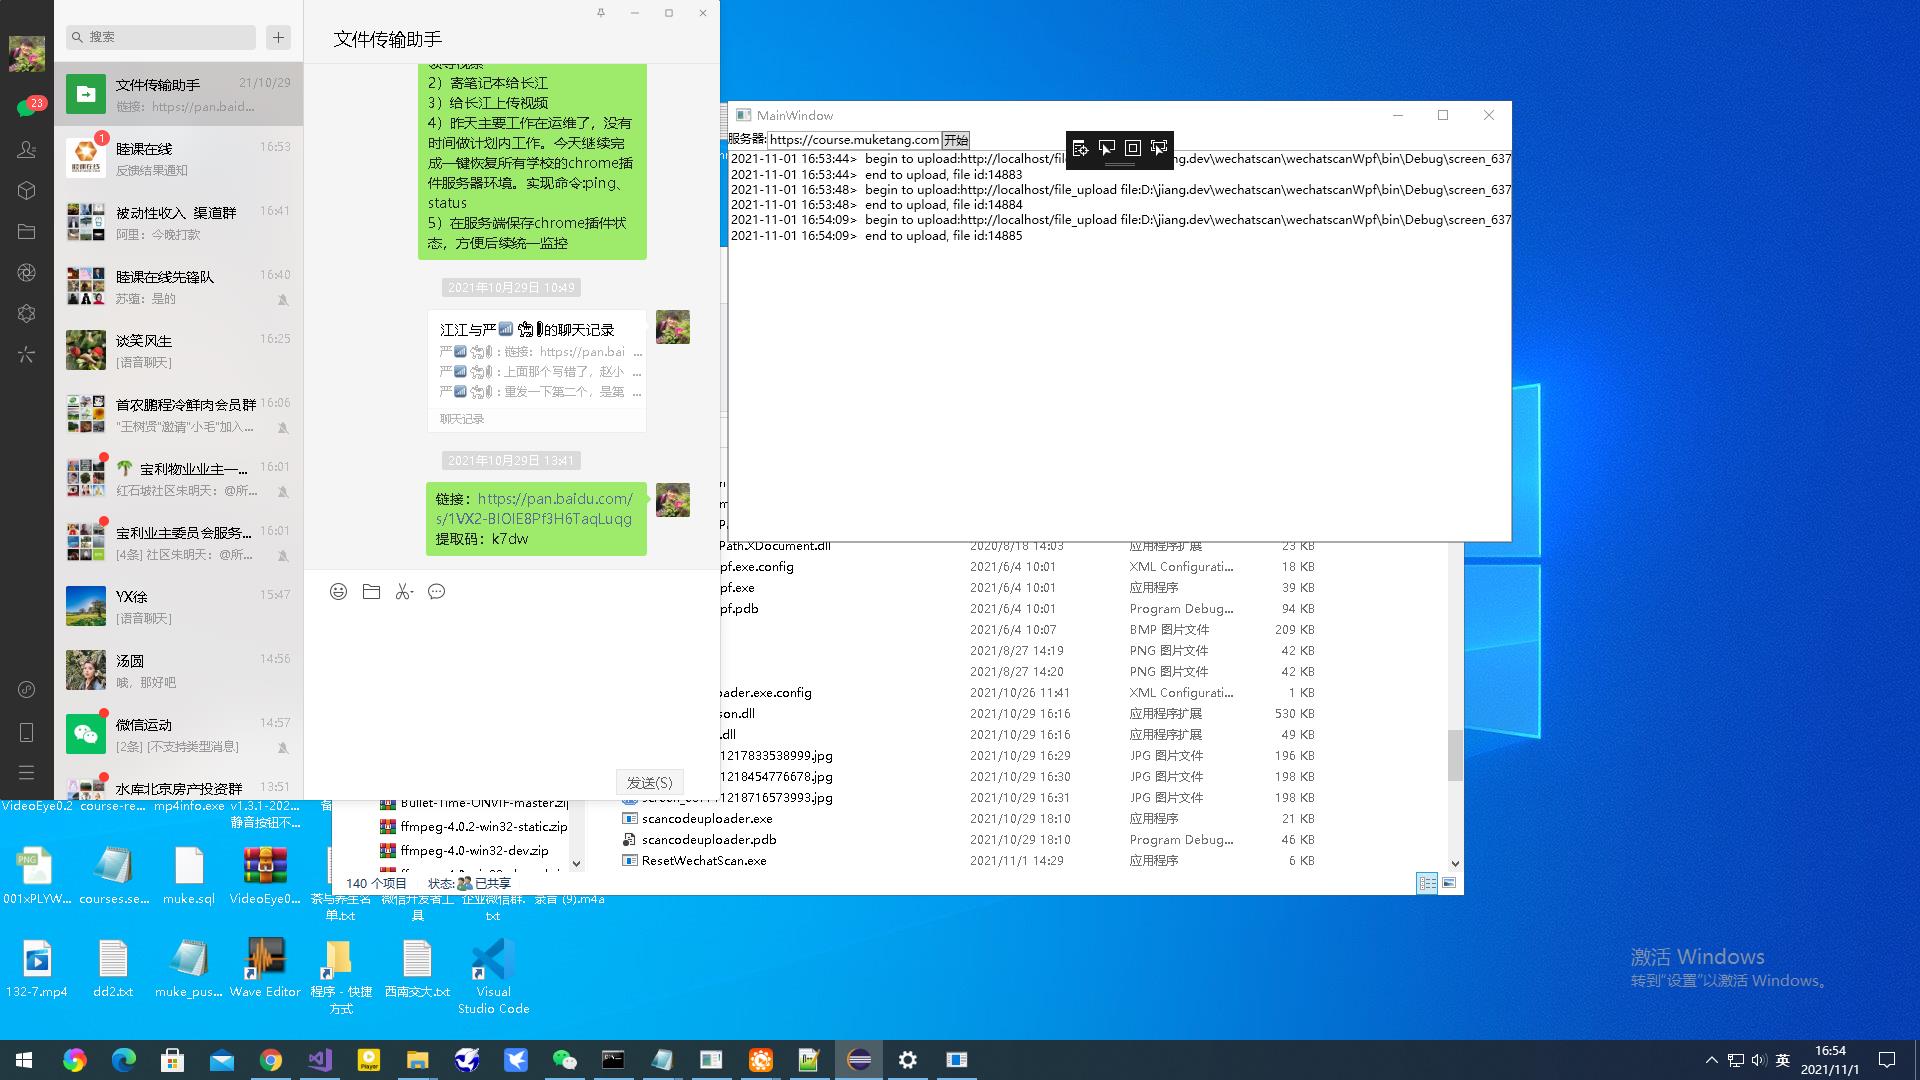 搜索
文件传输助手
23
文件传输助手 21/10/29
链接：https://pan.baid...
1
睦课在线 16:53
反馈结果通知
被动性收入 渠道群 16:41
阿里：今晚打款
睦课在线先锋队 16:40
苏蕴：是的
谈笑风生 16:25
[语音聊天]
首农鹏程冷鲜肉会员群 16:06
"王树贤"邀请"小毛"加入...
宝利物业业主一... 16:01
红石坡社区朱明天：@所...
宝利业主委员会服务... 16:01
[4条] 社区朱明天：@所...
YX徐 15:47
[语音聊天]
汤圆 14:56
哦，那好吧
微信运动 14:57
[2条] [不支持类型消息]
水库北京房产投资群 13:51
2）寄笔记本给长江
3）给长江上传视频
4）昨天主要工作在运维了，没有
时间做计划内工作。今天继续完
成一键恢复所有学校的chrome插
件服务器环境。实现命令:ping、
status
5）在服务端保存chrome插件状
态，方便后续统一监控
2021年10月29日 10:49
江江与严的聊天记录
严：链接：https://pan.bai ...
严：上面那个写错了，赵小 ...
严：重发一下第二个，是第 ...
聊天记录
2021年10月29日 13:41
链接：https://pan.baidu.com/
s/1VX2-BIOIE8Pf3H6TaqLuqg
提取码：k7dw
发送(S)
MainWindow
服务器: https://course.muketang.com 开始
2021-11-01 16:53:44> begin to upload:http://localhost/fil
ng.dev\wechatscan\wechatscanWpf\bin\Debug\screen_637
2021-11-01 16:53:44> end to upload, file id:14883
2021-11-01 16:53:48> begin to upload:http://localhost/file_upload file:D:\jiang.dev\wechatscan\wechatscanWpf\bin\Debug\screen_637
2021-11-01 16:53:48> end to upload, file id:14884
2021-11-01 16:54:09> begin to upload:http://localhost/file_upload file:D:\jiang.dev\wechatscan\wechatscanWpf\bin\Debug\screen_637
2021-11-01 16:54:09> end to upload, file id:14885
Path.XDocument.dll 2020/8/18 14:03 应用程序扩展 23 KB
pf.exe.config 2021/6/4 10:01 XML Configurati... 18 KB
pf.exe 2021/6/4 10:01 应用程序 39 KB
pf.pdb 2021/6/4 10:01 Program Debug... 94 KB
2021/6/4 10:07 BMP 图片文件 209 KB
2021/8/27 14:19 PNG 图片文件 42 KB
2021/8/27 14:20 PNG 图片文件 42 KB
ader.exe.config 2021/10/26 11:41 XML Configurati... 1 KB
son.dll 2021/10/29 16:16 应用程序扩展 530 KB
.dll 2021/10/29 16:16 应用程序扩展 49 KB
1217833538999.jpg 2021/10/29 16:29 JPG 图片文件 196 KB
1218454776678.jpg 2021/10/29 16:30 JPG 图片文件 198 KB
1218716573993.jpg 2021/10/29 16:31 JPG 图片文件 198 KB
scancodeuploader.exe 2021/10/29 18:10 应用程序 21 KB
scancodeuploader.pdb 2021/10/29 18:10 Program Debug... 46 KB
ResetWechatScan.exe 2021/11/1 14:29 应用程序 6 KB
Bullet-Time-ONVIF-master.zip
ffmpeg-4.0.2-win32-static.zip
ffmpeg-4.0-win32-dev.zip
140 个项目 状态: 已共享
VideoEye0.2 course-re... mp4info.exe v1.3.1-202...
静音按钮不...
001xPLYW... courses.se... muke.sql VideoEye0... 茶与养生名
单.txt
微信开发者工
具
企业微信群.
txt
录音 (9).m4a
132-7.mp4 dd2.txt muke_pus... Wave Editor 程序 - 快捷
方式
西南交大.txt Visual
Studio Code
激活 Windows
转到“设置”以激活 Windows。
英
16:54
2021/11/1